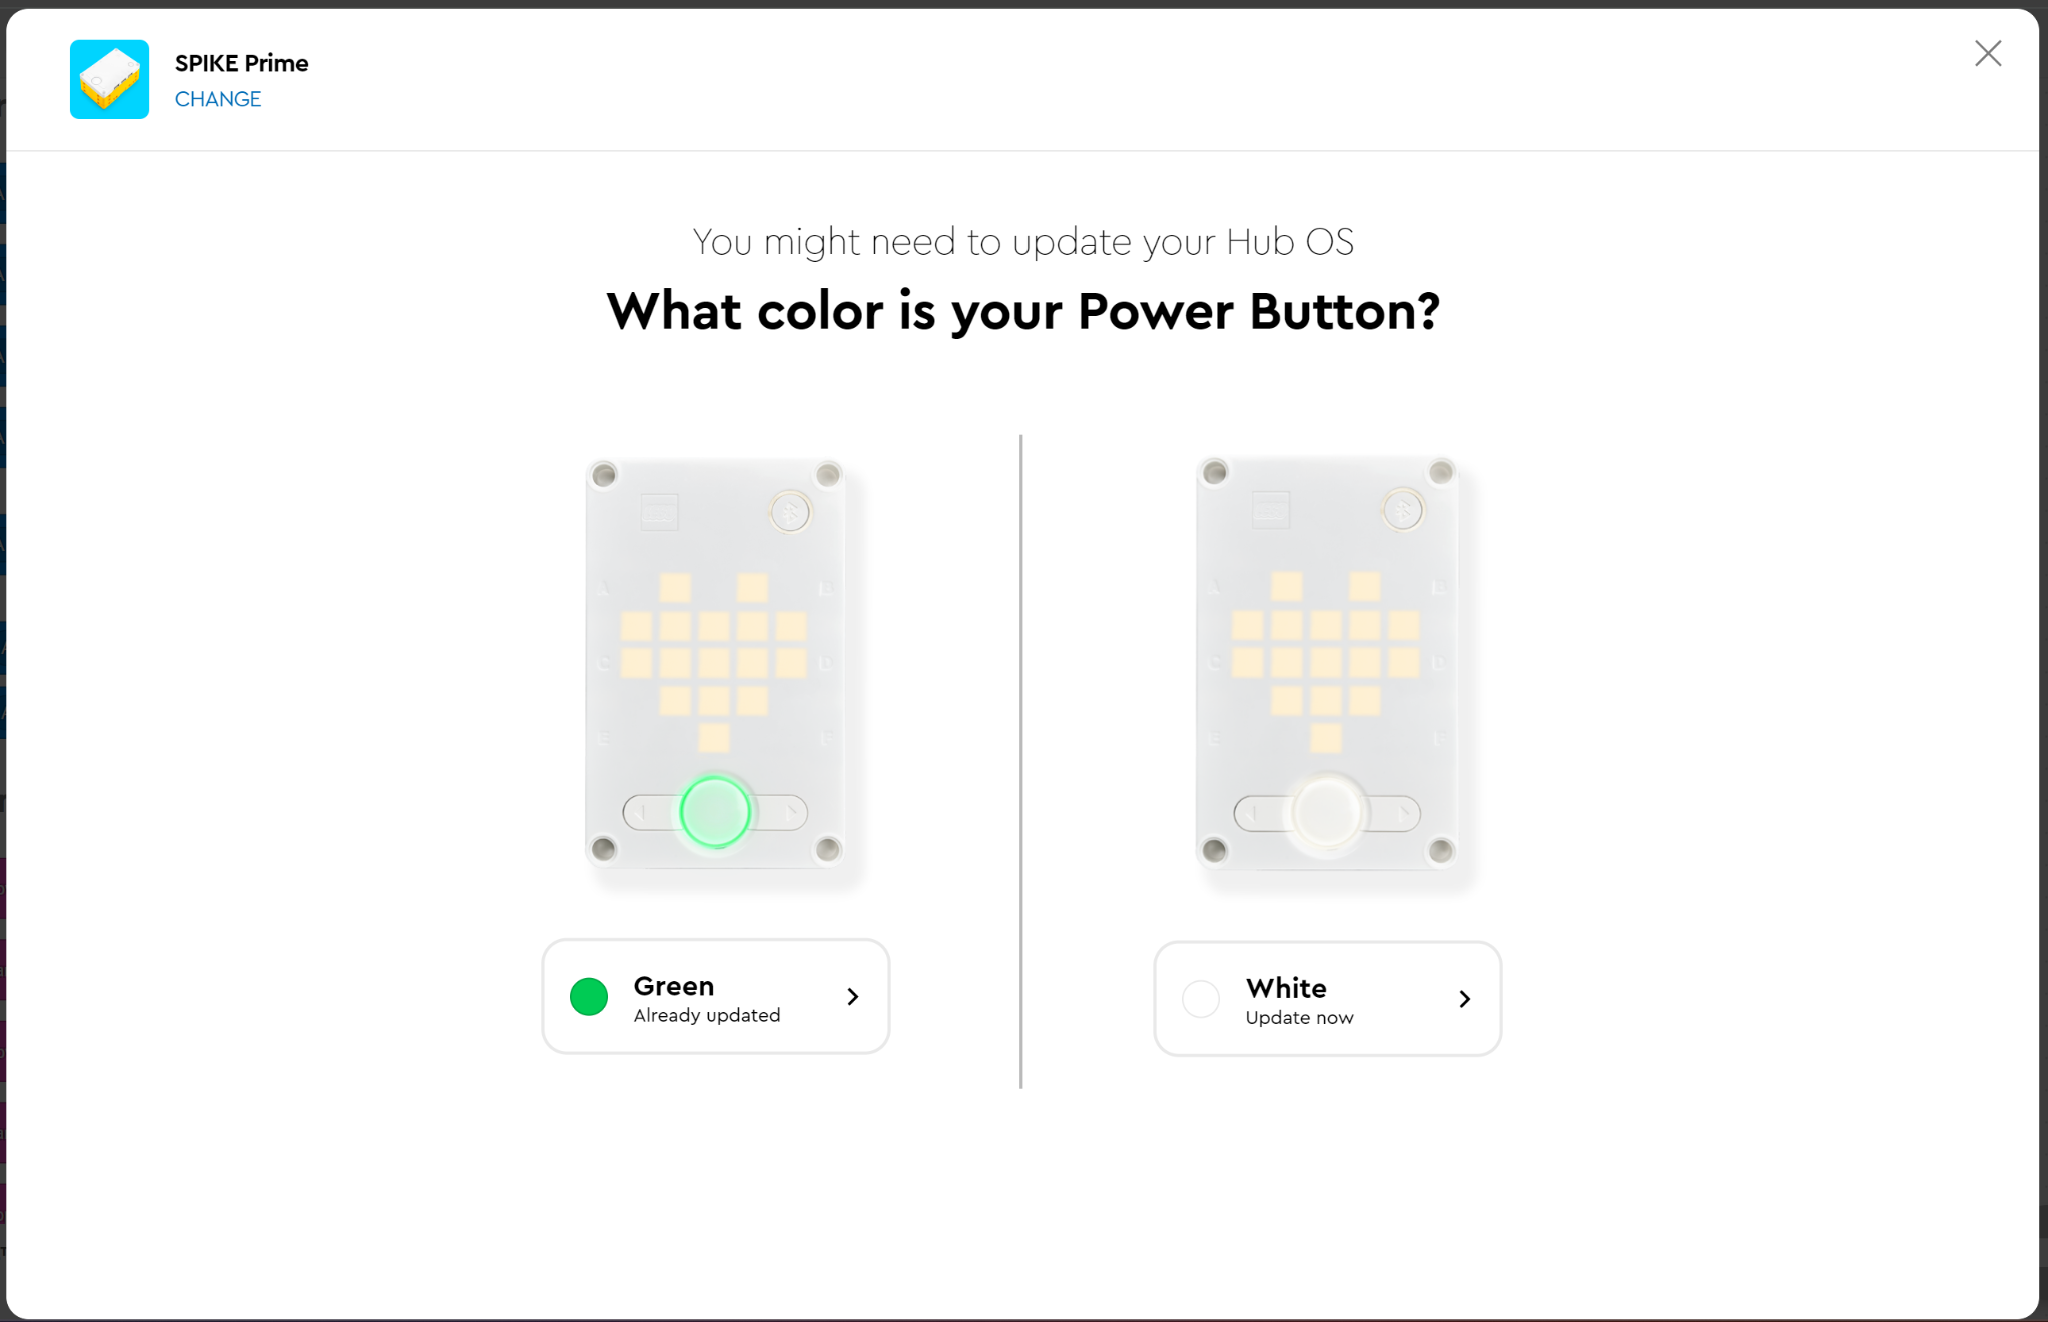 SPIKE Prime
CHANGE
You might need to update your Hub OS
What color is your Power Button?
A
B
C
D
E
F
A
B
C
D
E
F
Green
Already updated
White
Update now